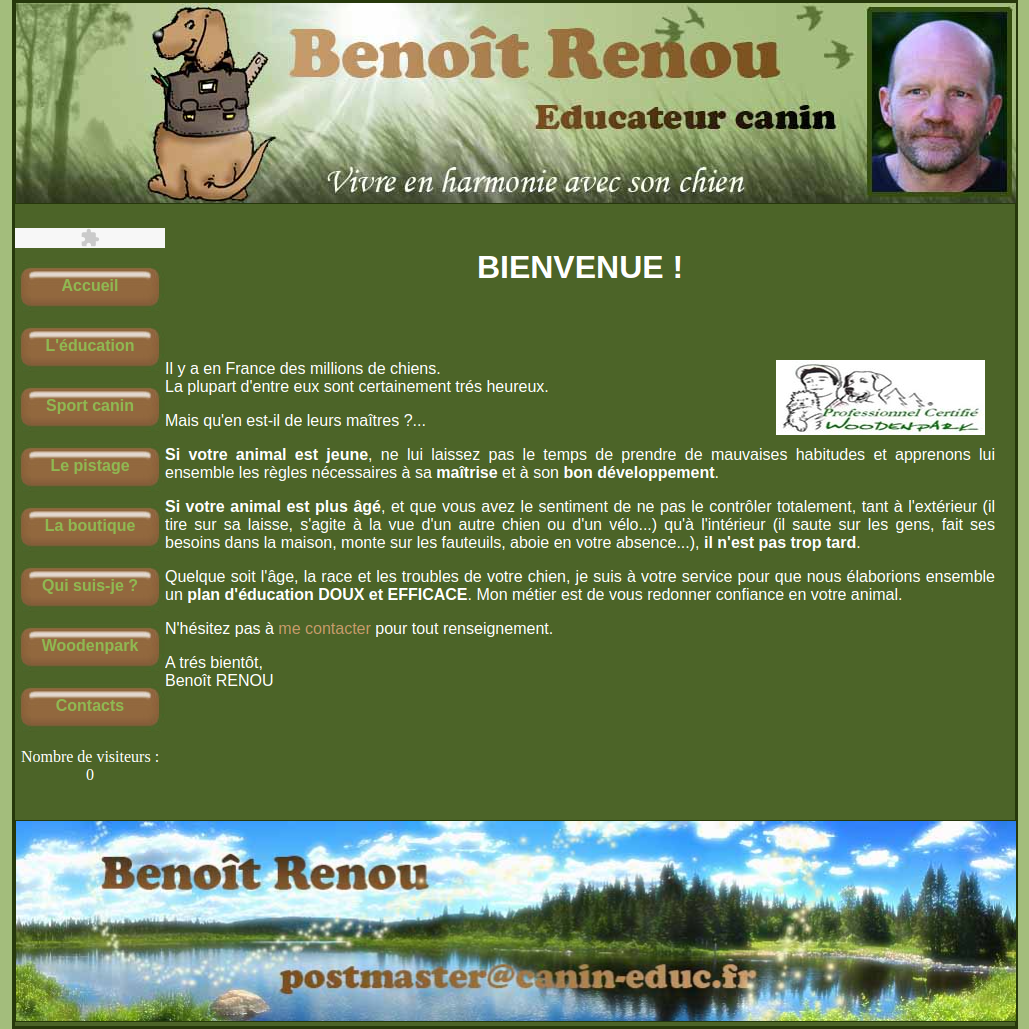 Benoît Renou
Educateur canin
Vivre en harmonie avec son chien
Accueil
L'éducation
Sport canin
Le pistage
La boutique
Qui suis-je ?
Woodenpark
Contacts
Nombre de visiteurs :
0
BIENVENUE !
Il y a en France des millions de chiens.
La plupart d'entre eux sont certainement trés heureux.
Mais qu'en est-il de leurs maîtres ?...
Professionnel Certifié
WOODENPARK
Si votre animal est jeune, ne lui laissez pas le temps de prendre de mauvaises habitudes et apprenons lui
ensemble les règles nécessaires à sa maîtrise et à son bon développement.
Si votre animal est plus âgé, et que vous avez le sentiment de ne pas le contrôler totalement, tant à l'extérieur (il
tire sur sa laisse, s'agite à la vue d'un autre chien ou d'un vélo...) qu'à l'intérieur (il saute sur les gens, fait ses
besoins dans la maison, monte sur les fauteuils, aboie en votre absence...), il n'est pas trop tard.
Quelque soit l'âge, la race et les troubles de votre chien, je suis à votre service pour que nous élaborions ensemble
un plan d'éducation DOUX et EFFICACE. Mon métier est de vous redonner confiance en votre animal.
N'hésitez pas à me contacter pour tout renseignement.
A trés bientôt,
Benoît RENOU
Benoît Renou
postmaster@canin-educ.fr